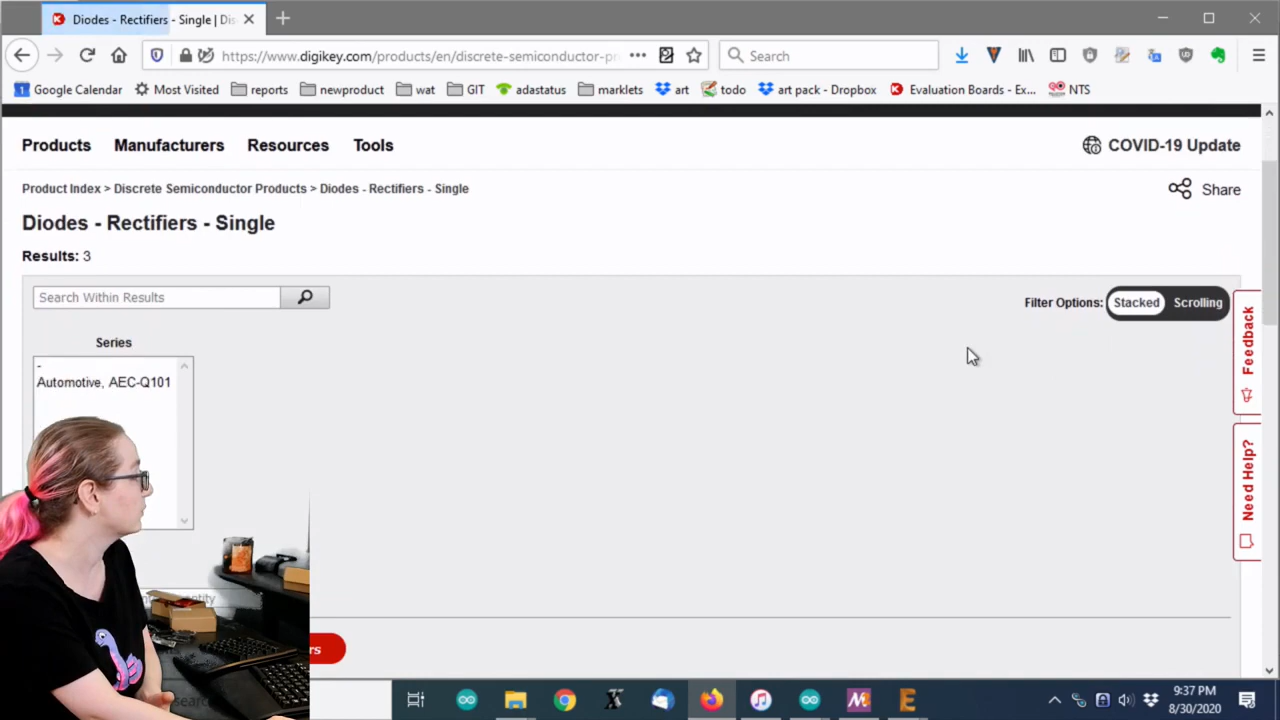 Diodes - Rectifiers - Single | Dis
https://www.digikey.com/products/en/discrete-semiconductor-pr
Search
Google Calendar
Most Visited
reports
newproduct
wat
GIT
adastatus
marklets
art
todo
art pack - Dropbox
Evaluation Boards - Ex...
NTS
Products
Manufacturers
Resources
Tools
COVID-19 Update
Product Index > Discrete Semiconductor Products > Diodes - Rectifiers - Single
Share
Diodes - Rectifiers - Single
Results: 3
Search Within Results
Filter Options:
Stacked
Scrolling
Series
-
Automotive, AEC-Q101
Feedback
Need Help?
9:37 PM
8/30/2020